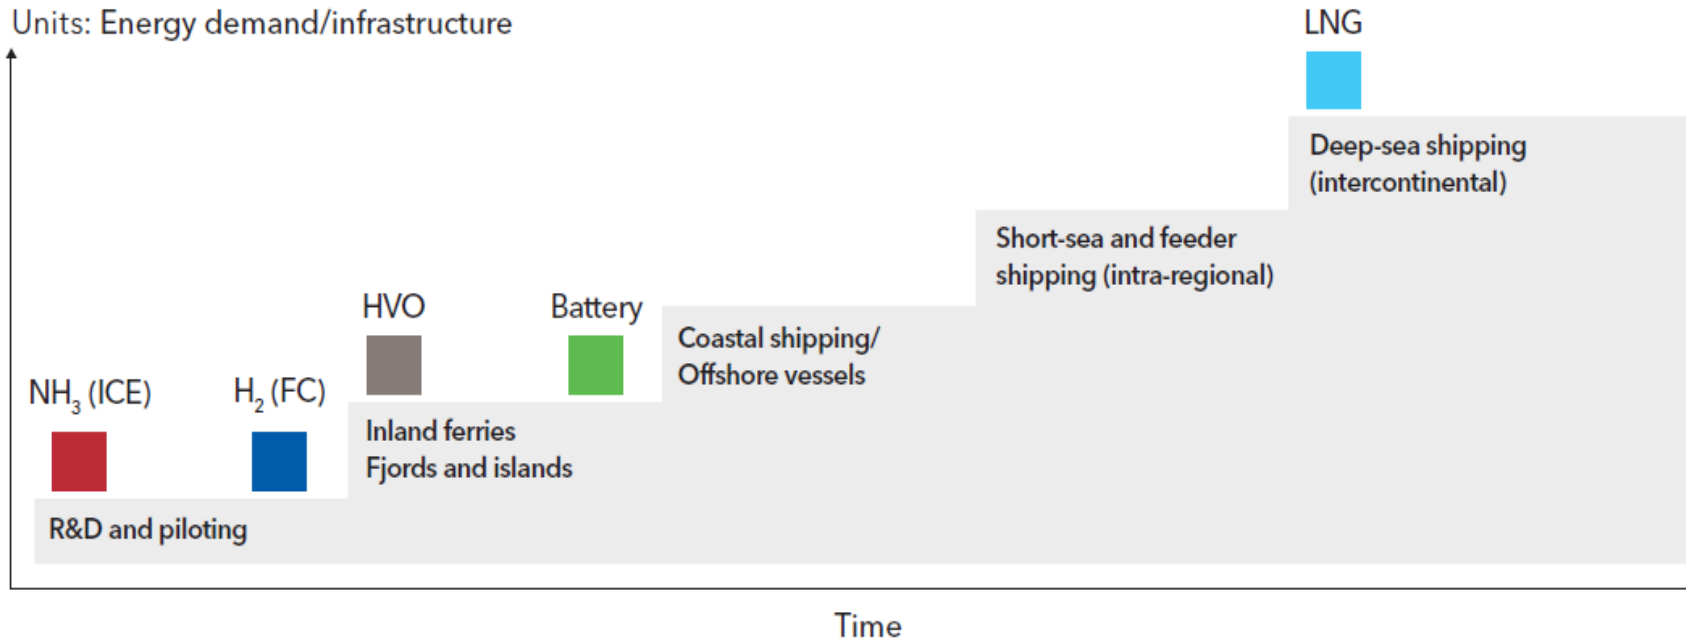 Units: Energy demand/infrastructure
LNG
Deep-sea shipping
(intercontinental)
Short-sea and feeder
shipping (intra-regional)
HVO
Battery
Coastal shipping/
Offshore vessels
NH₃ (ICE)
H₂ (FC)
Inland ferries
Fjords and islands
R&D and piloting
Time